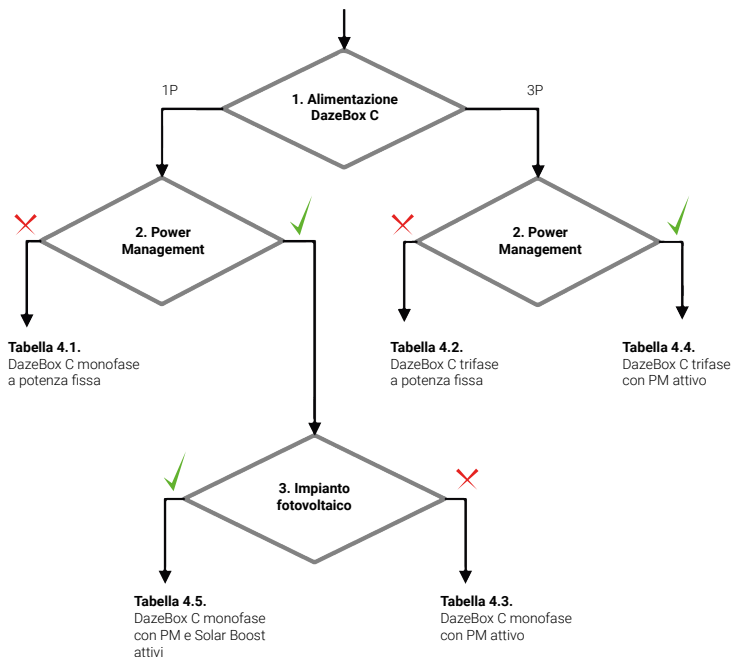 1P
1. Alimentazione
DazeBox C
3P
2. Power
Management
2. Power
Management
Tabella 4.1.
DazeBox C monofase
a potenza fissa
Tabella 4.2.
DazeBox C trifase
a potenza fissa
Tabella 4.4.
DazeBox C trifase
con PM attivo
3. Impianto
fotovoltaico
Tabella 4.5.
DazeBox C monofase
con PM e Solar Boost
attivi
Tabella 4.3.
DazeBox C monofase
con PM attivo